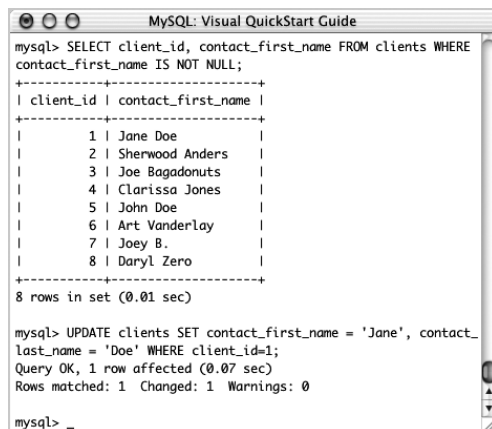 MySQL: Visual QuickStart Guide
mysql> SELECT client_id, contact_first_name FROM clients WHERE
contact_first_name IS NOT NULL;
+-----------+--------------------+
| client_id | contact_first_name |
+-----------+--------------------+
|         1 | Jane Doe           |
|         2 | Sherwood Anders    |
|         3 | Joe Bagadonuts     |
|         4 | Clarissa Jones     |
|         5 | John Doe           |
|         6 | Art Vanderlay      |
|         7 | Joey B.            |
|         8 | Daryl Zero         |
+-----------+--------------------+
8 rows in set (0.01 sec)
mysql> UPDATE clients SET contact_first_name = 'Jane', contact_
last_name = 'Doe' WHERE client_id=1;
Query OK, 1 row affected (0.07 sec)
Rows matched: 1  Changed: 1  Warnings: 0
mysql> _